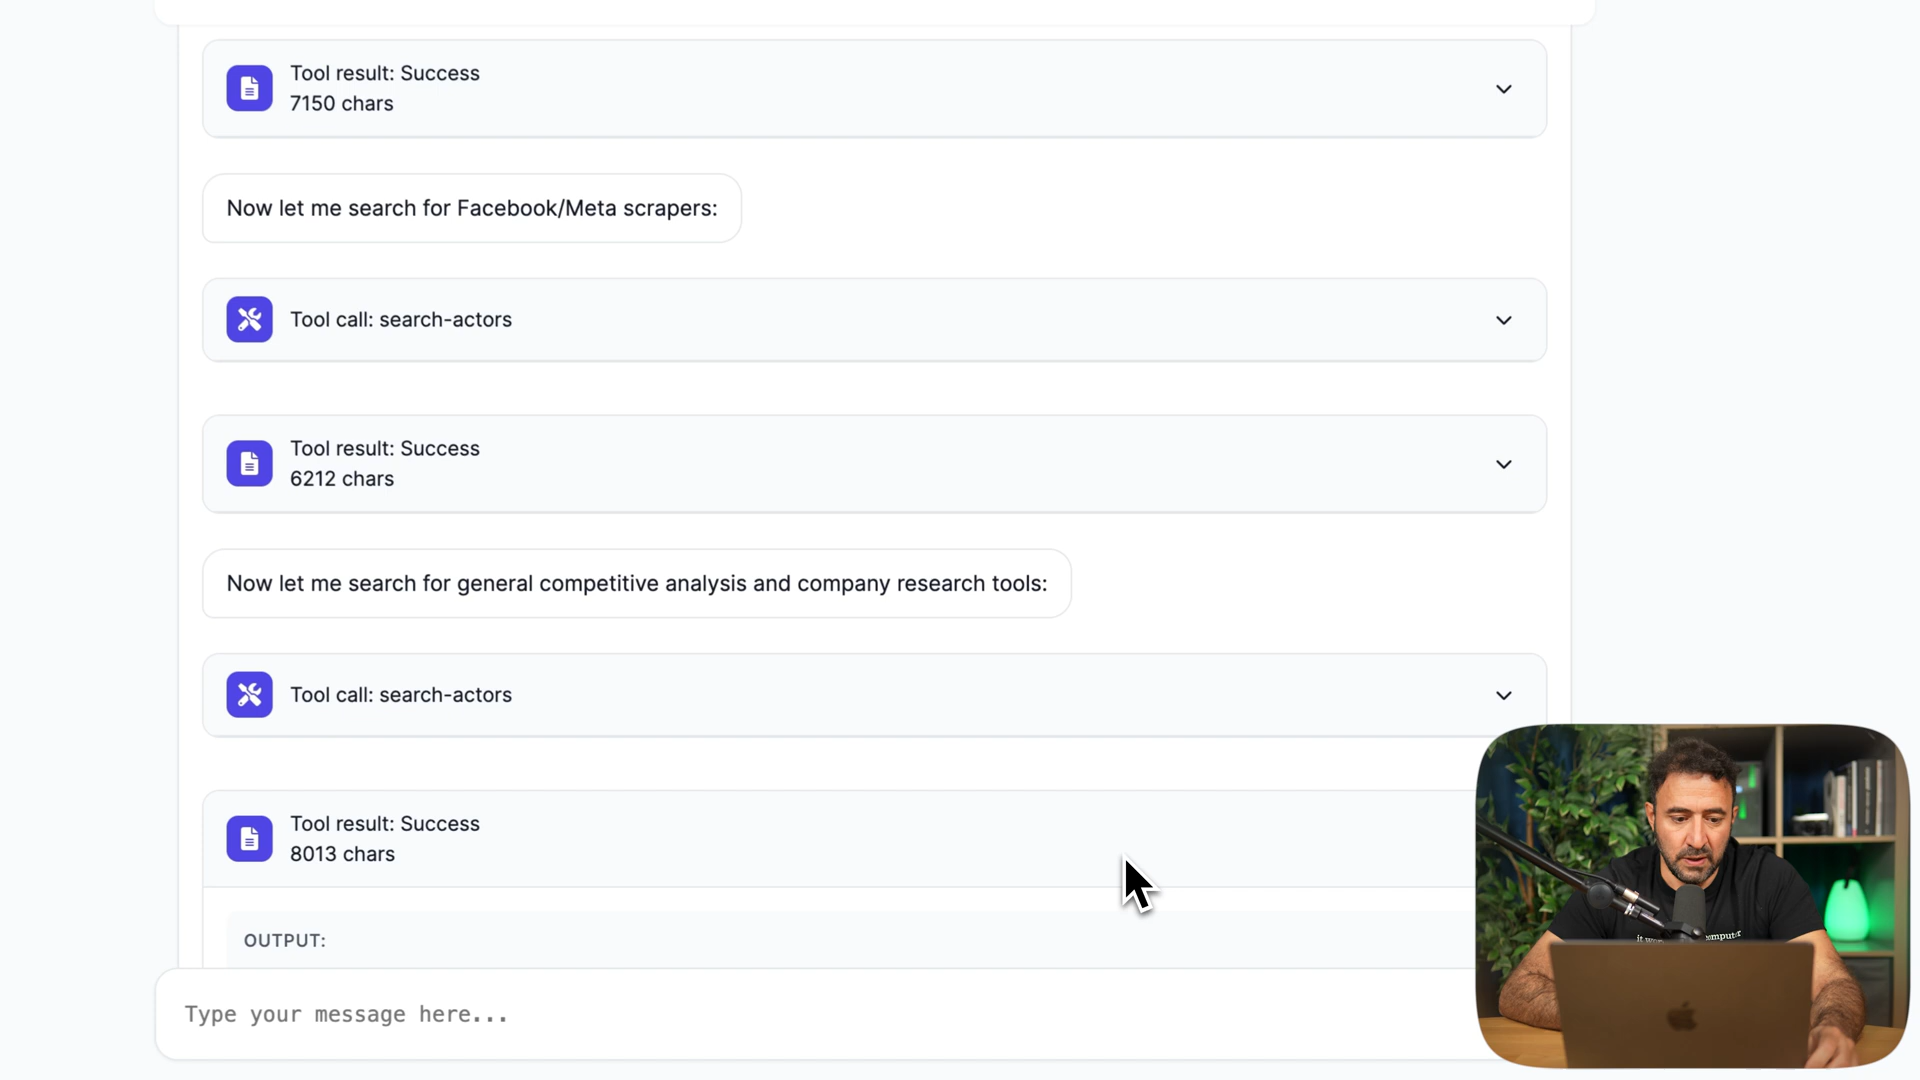 Tool result: Success
7150 chars
Now let me search for Facebook/Meta scrapers:
Tool call: search-actors
Tool result: Success
6212 chars
Now let me search for general competitive analysis and company research tools:
Tool call: search-actors
Tool result: Success
8013 chars
OUTPUT:
Type your message here...